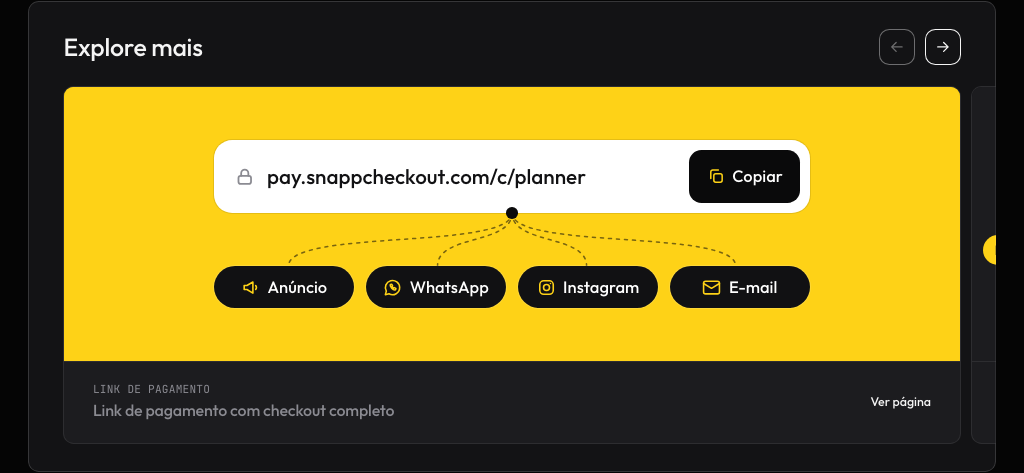 Explore mais
pay.snappcheckout.com/c/planner
Copiar
Anúncio
WhatsApp
Instagram
E-mail
LINK DE PAGAMENTO
Link de pagamento com checkout completo
Ver página